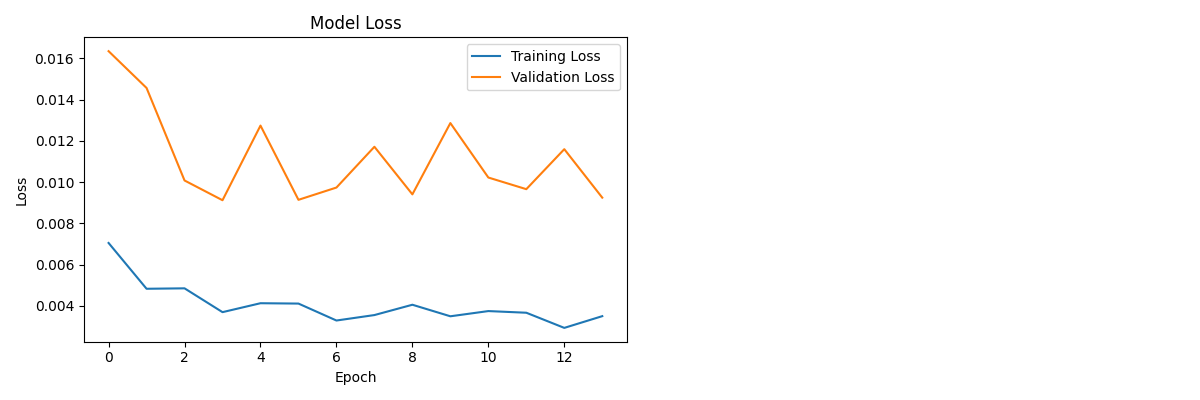 Model Loss
Training Loss
Validation Loss
0.016
0.014
0.012
0.010
0.008
0.006
0.004
Loss
0 2 4 6 8 10 12
Epoch